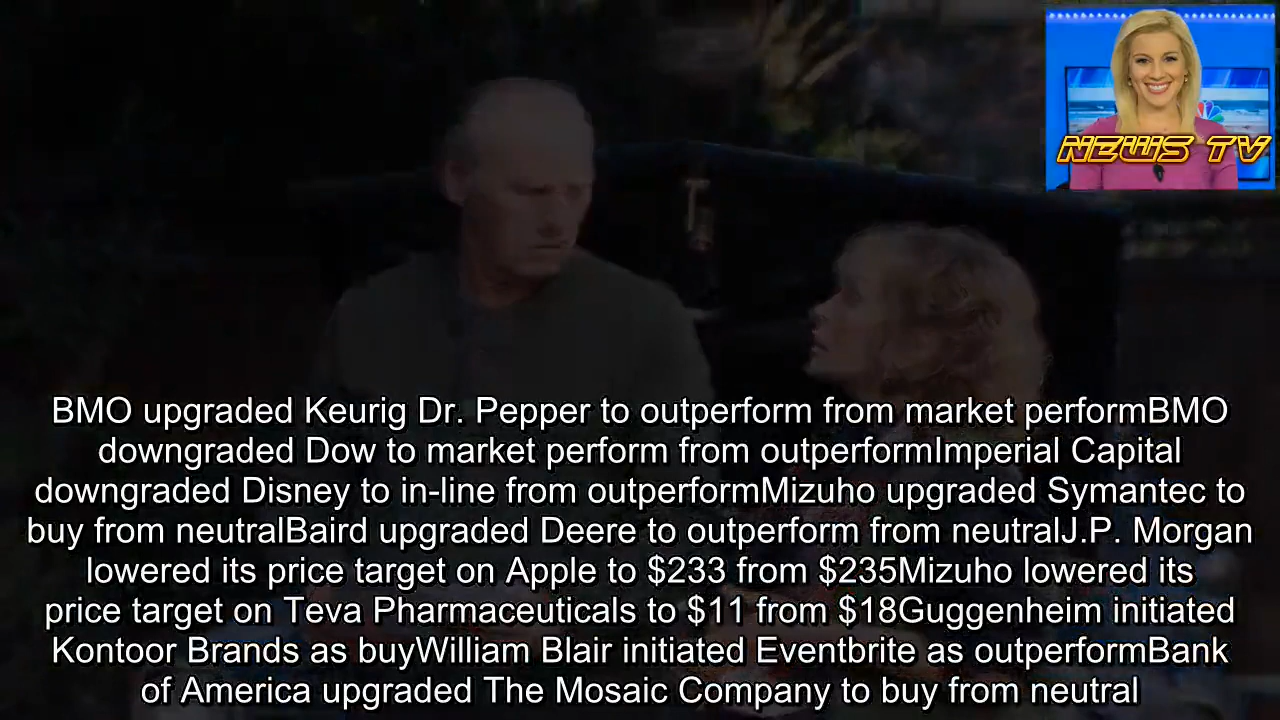 NEWS TV
BMO upgraded Keurig Dr. Pepper to outperform from market performBMO
downgraded Dow to market perform from outperformImperial Capital
downgraded Disney to in-line from outperformMizuho upgraded Symantec to
buy from neutralBaird upgraded Deere to outperform from neutralJ.P. Morgan
lowered its price target on Apple to $233 from $235Mizuho lowered its
price target on Teva Pharmaceuticals to $11 from $18Guggenheim initiated
Kontoor Brands as buyWilliam Blair initiated Eventbrite as outperformBank
of America upgraded The Mosaic Company to buy from neutral